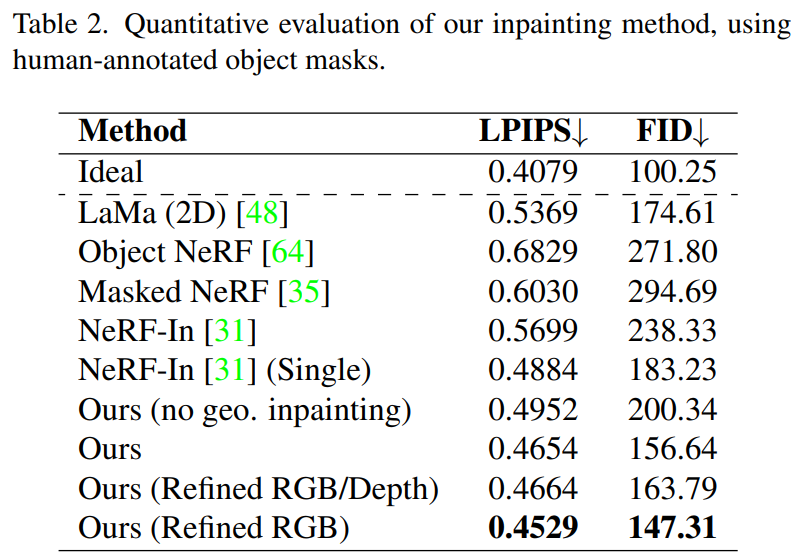 Table 2. Quantitative evaluation of our inpainting method, using
human-annotated object masks.
Method LPIPS↓ FID↓
Ideal 0.4079 100.25
LaMa (2D) [48] 0.5369 174.61
Object NeRF [64] 0.6829 271.80
Masked NeRF [35] 0.6030 294.69
NeRF-In [31] 0.5699 238.33
NeRF-In [31] (Single) 0.4884 183.23
Ours (no geo. inpainting) 0.4952 200.34
Ours 0.4654 156.64
Ours (Refined RGB/Depth) 0.4664 163.79
Ours (Refined RGB) 0.4529 147.31